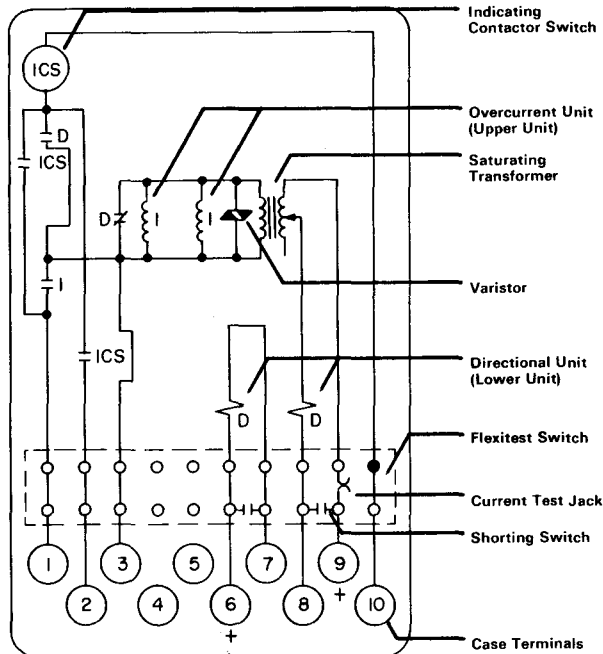 Indicating
Contactor Switch
ICS
Overcurrent Unit
(Upper Unit)
D
ICS
Saturating
Transformer
D
I
I
I
Varistor
ICS
Directional Unit
(Lower Unit)
D
D
Flexitest Switch
Current Test Jack
Shorting Switch
1
3
5
7
9
+
2
4
6
8
10
+
Case Terminals